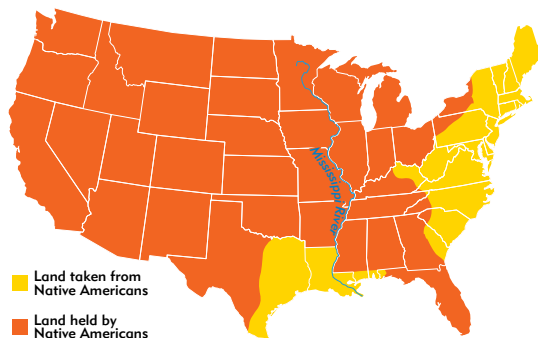 Mississippi River
Land taken from
Native Americans
Land held by
Native Americans